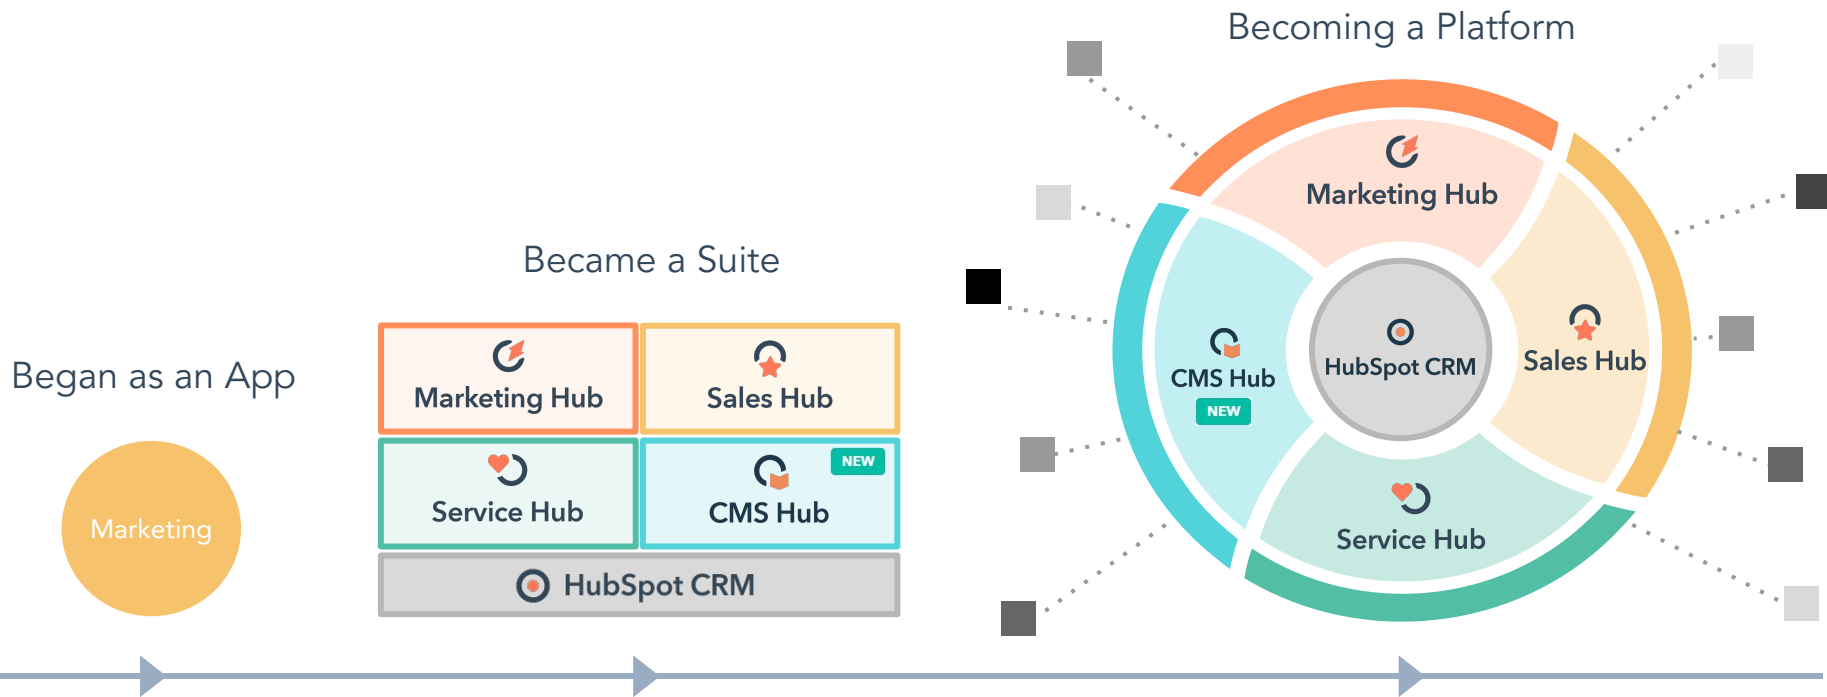 Began as an App
Marketing
Became a Suite
Marketing Hub
Sales Hub
Service Hub
NEW
CMS Hub
HubSpot CRM
Becoming a Platform
Marketing Hub
Sales Hub
HubSpot CRM
CMS Hub
NEW
Service Hub